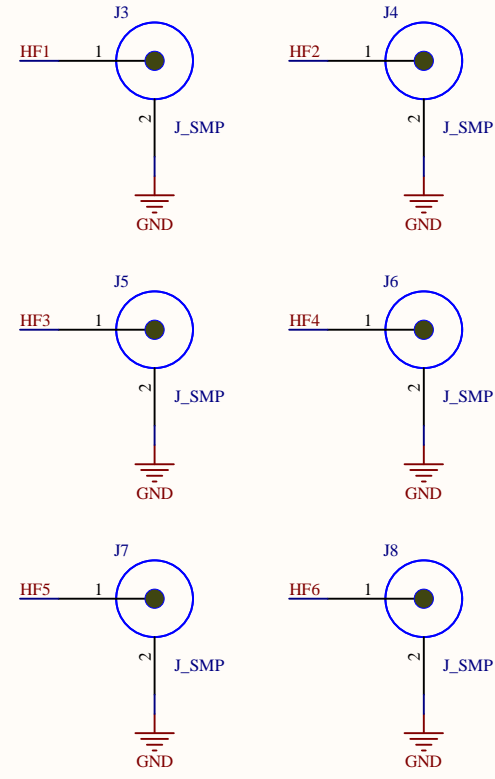 J3
J4
HF1 1
HF2 1
2 J_SMP
2 J_SMP
GND
GND
J5
J6
HF3 1
HF4 1
2 J_SMP
2 J_SMP
GND
GND
J7
J8
HF5 1
HF6 1
2 J_SMP
2 J_SMP
GND
GND